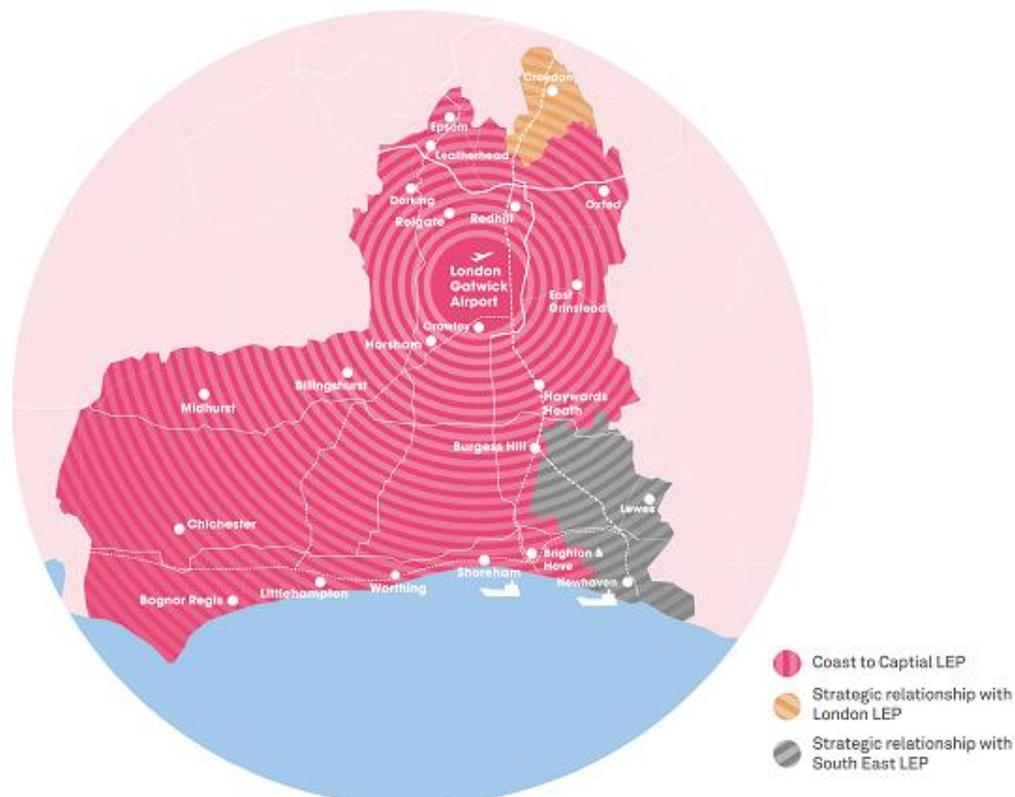 Croydon
Epsom
Leatherhead
Dorking
Reigate
Redhill
Oxted
London
Gatwick
Airport
East
Grinstead
Crawley
Horsham
Billingshurst
Midhurst
Haywards
Heath
Burgess Hill
Lewes
Chichester
Brighton &
Hove
Shoreham
Newhaven
Worthing
Littlehampton
Bognor Regis
Coast to Captial LEP
Strategic relationship with
London LEP
Strategic relationship with
South East LEP